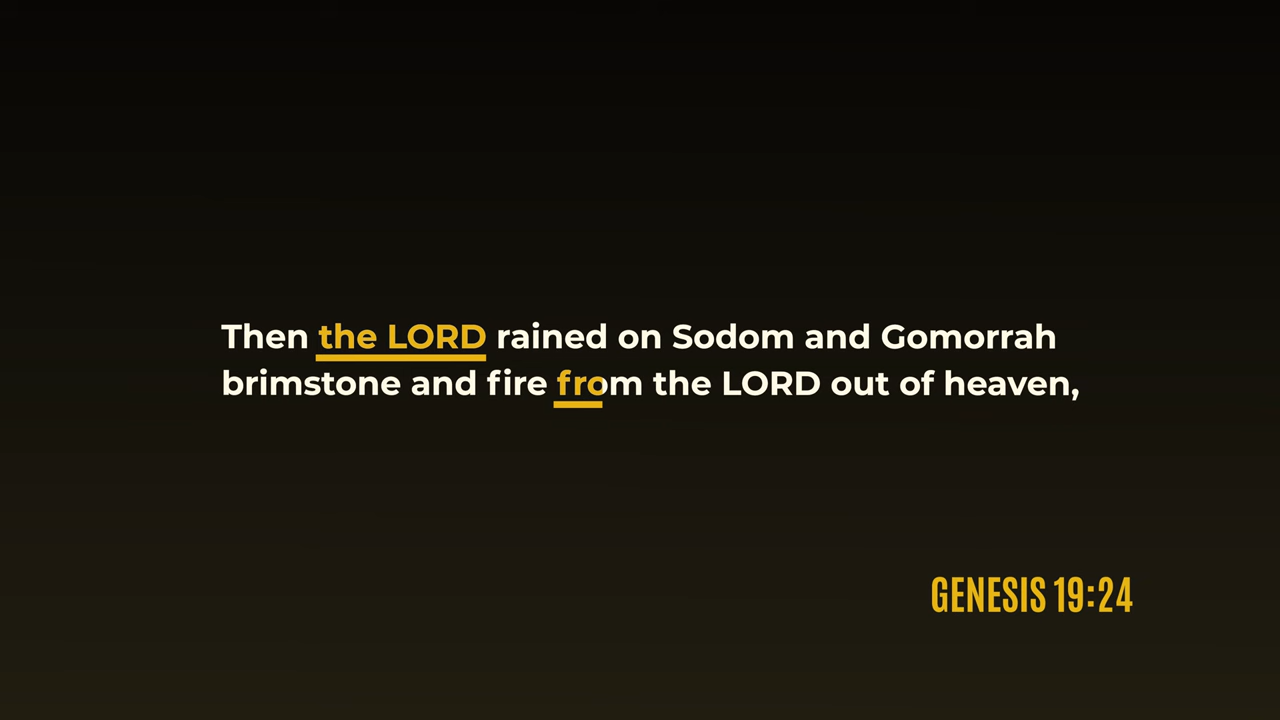 Then the LORD rained on Sodom and Gomorrah
brimstone and fire from the LORD out of heaven,
GENESIS 19:24